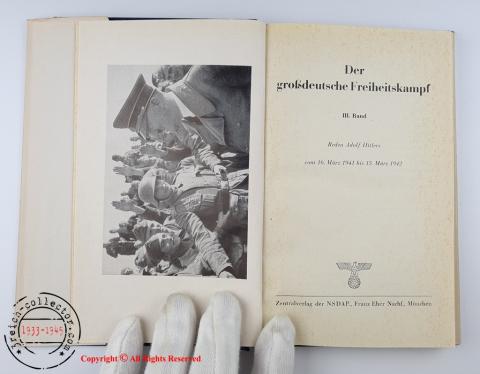 Der
großdeutsche Freiheitskampf
III. Band
Reden Adolf Hitlers
vom 16. März 1941 bis 15. März 1942
Zentralverlag der NSDAP., Franz Eher Nachf., München
3reich-collector.com
1933-1945
Copyright © All Rights Reserved.